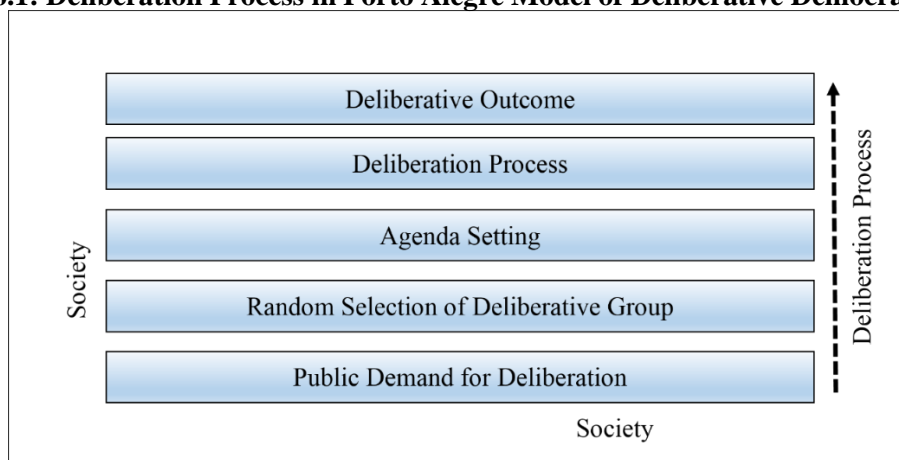 Deliberation Process in Porto Alegre Model of Deliberative
Deliberative Outcome
Deliberation Process
Agenda Setting
Random Selection of Deliberative Group
Public Demand for Deliberation
Society
Society
Deliberation Process